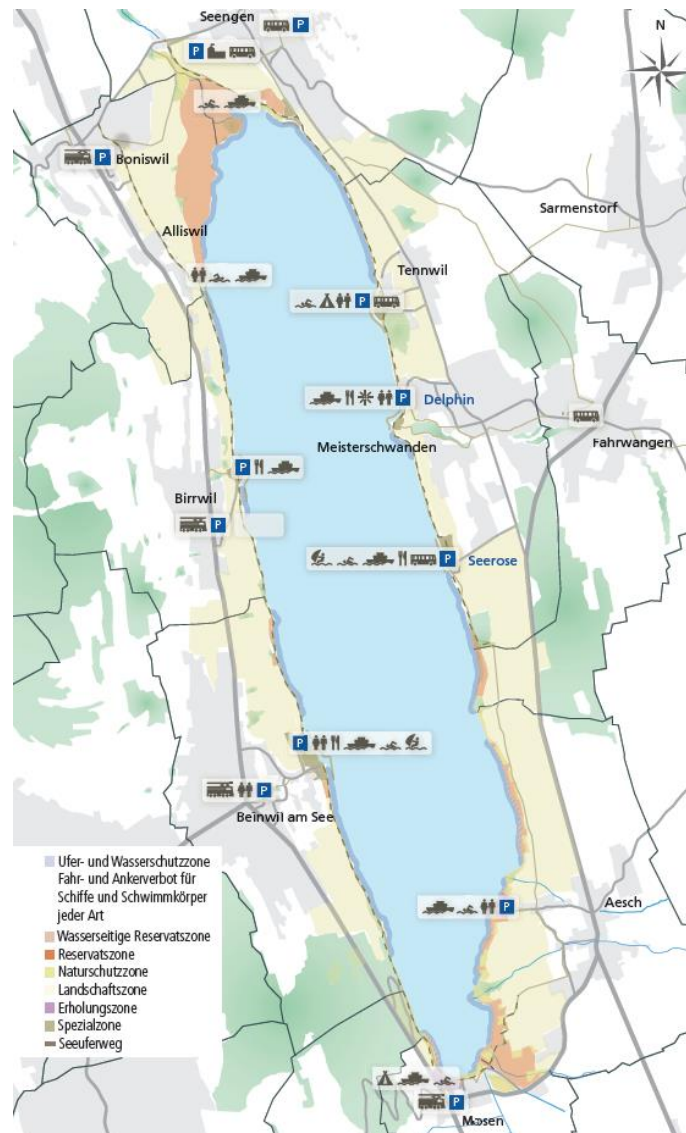 Seengen
P
P
N
P
Boniswil
Sarmenstorf
Alliswil
Tennwil
P
P
Delphin
Fahrwangen
Meisterschwanden
P
Birrwil
P
P
Seerose
P
P
Beinwil am See
Ufer- und Wasserschutzzone
Fahr- und Ankerverbot für
Schiffe und Schwimmkörper
jeder Art
Wasserseitige Reservatszone
Reservatszone
Naturschutzzone
Landschaftszone
Erholungszone
Spezialzone
Seeuferweg
P
Aesch
P
Mosen